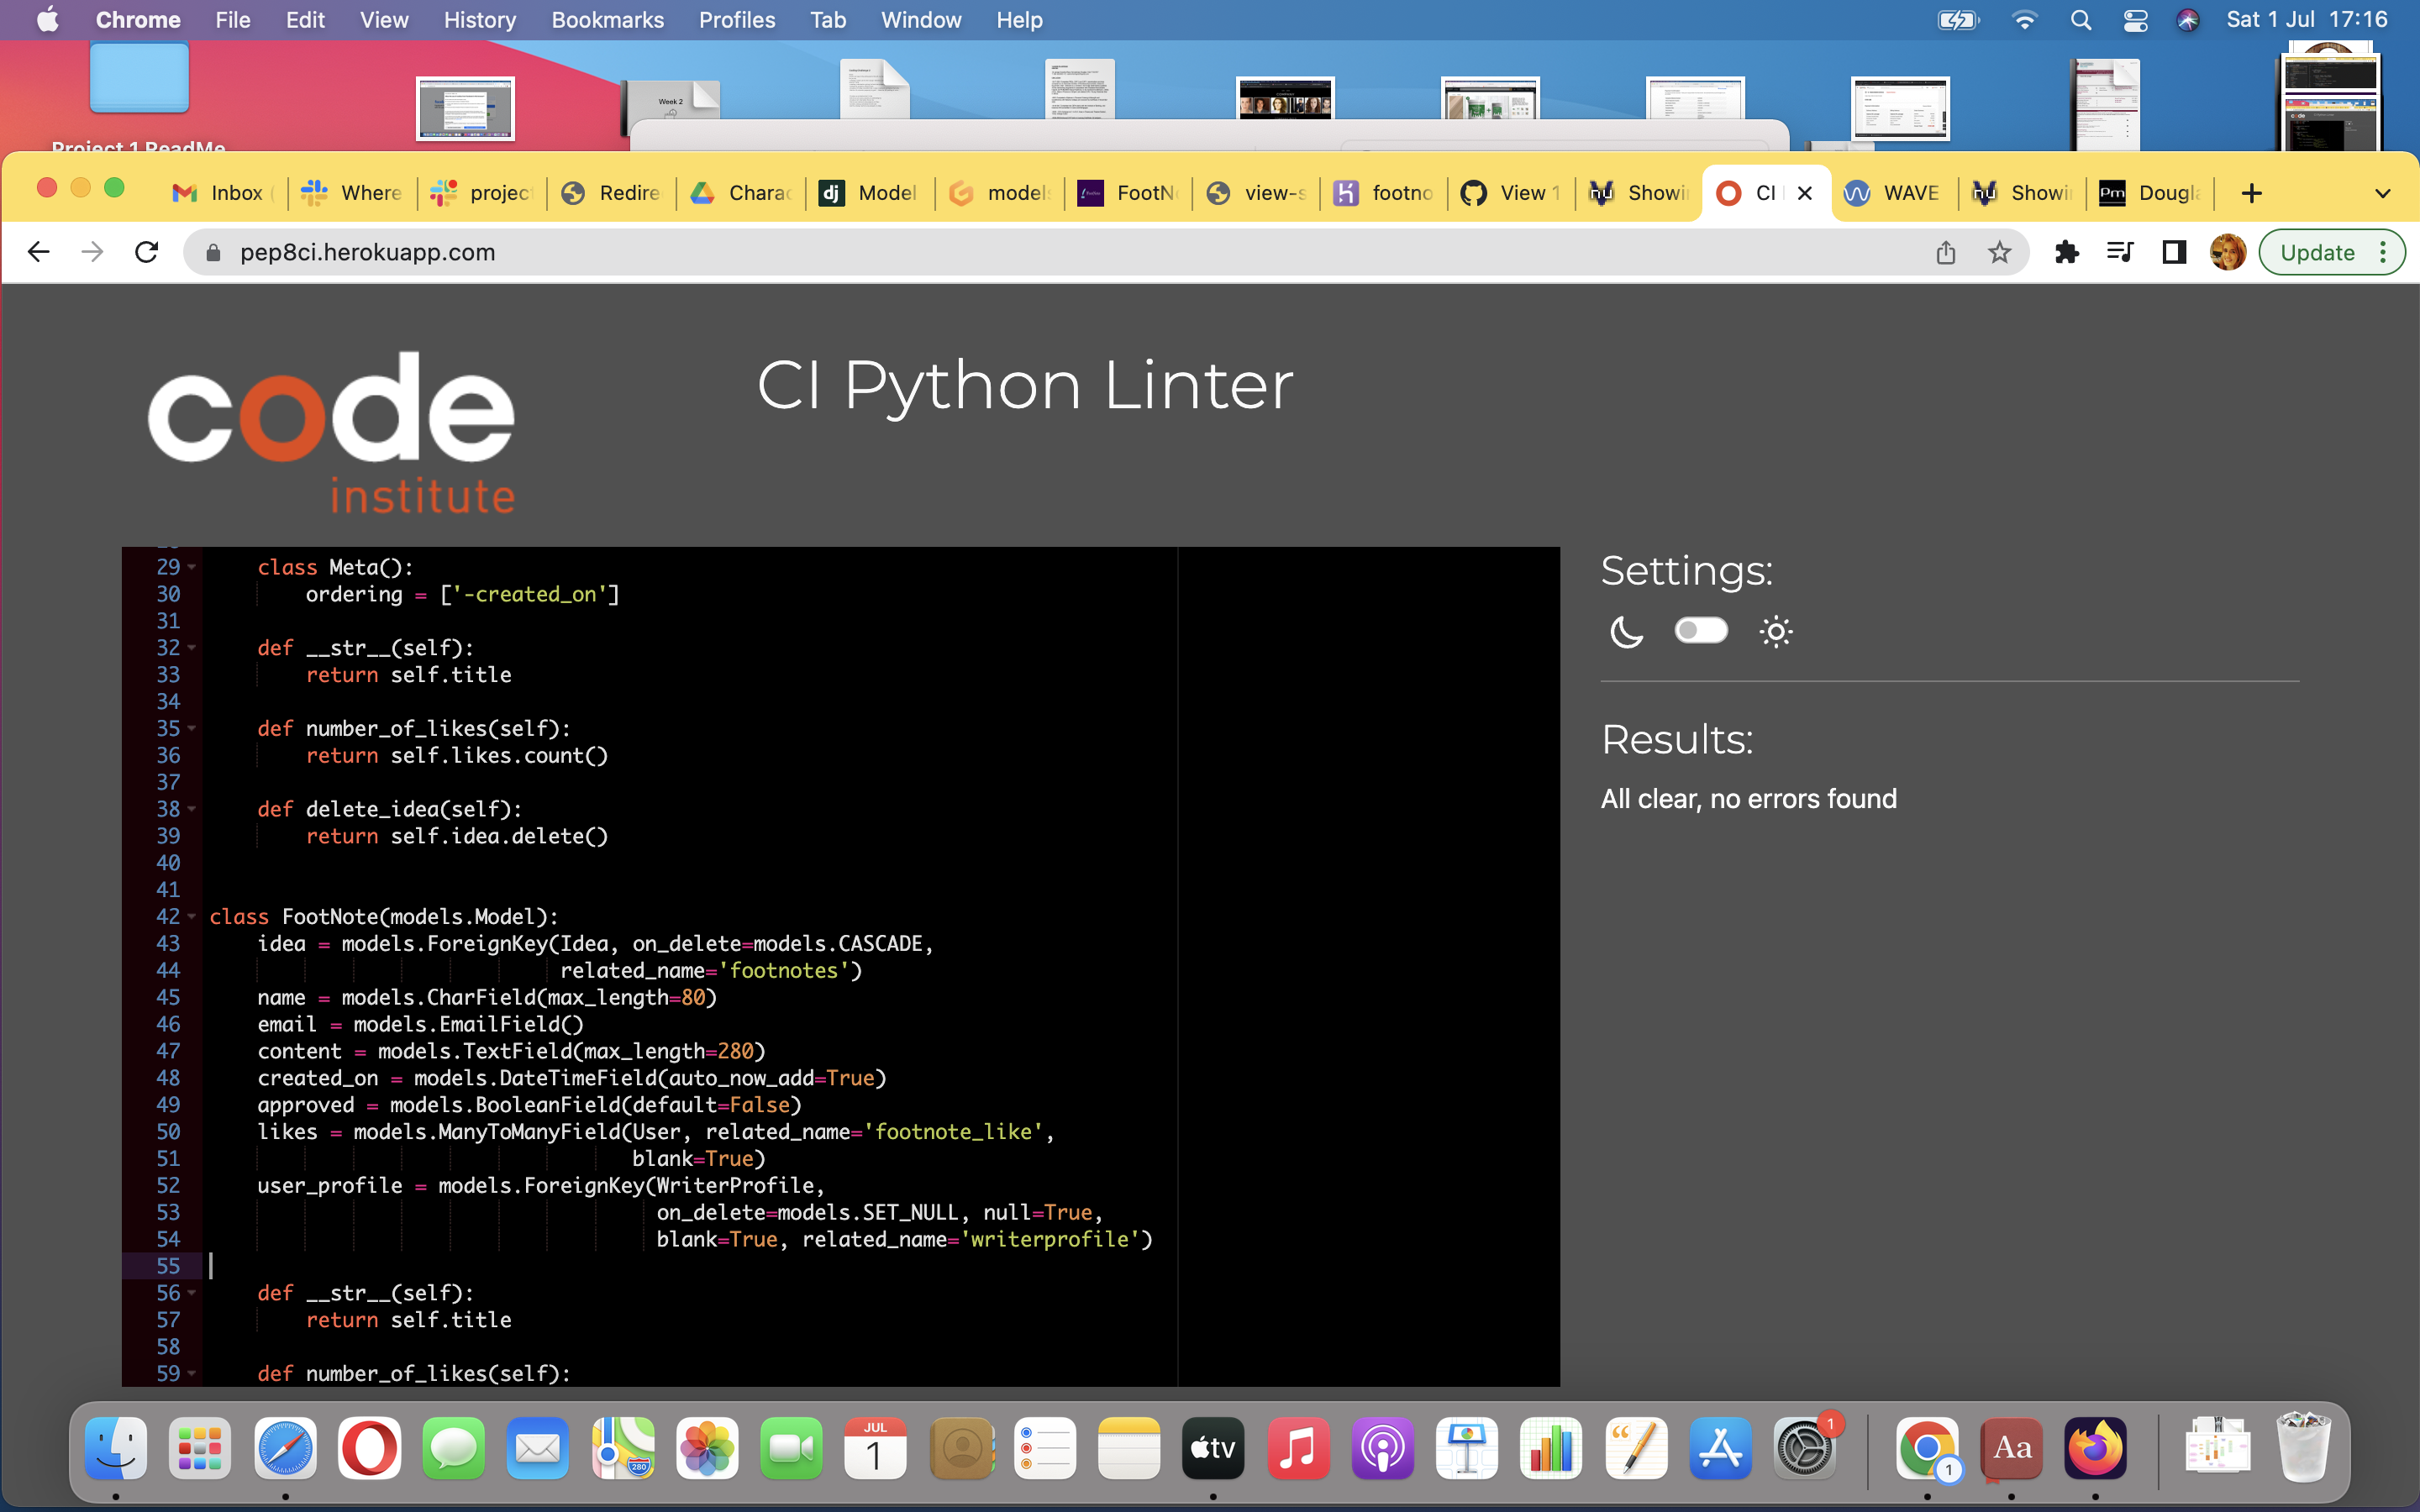 Chrome File Edit View History Bookmarks Profiles Tab Window Help Sat 1 Jul 17:16
Week 2
Project 1 ReadMe
Inbox ( Where projec Redire Charac dj Model models FootN view-s footno View 1 Showi CI WAVE Showi Pm Dougla
pep8ci.herokuapp.com Update
code
institute
CI Python Linter
29 class Meta():
30 ordering = ['-created_on']
31
32 def __str__(self):
33 return self.title
34
35 def number_of_likes(self):
36 return self.likes.count()
37
38 def delete_idea(self):
39 return self.idea.delete()
40
41
42 class FootNote(models.Model):
43 idea = models.ForeignKey(Idea, on_delete=models.CASCADE,
44 related_name='footnotes')
45 name = models.CharField(max_length=80)
46 email = models.EmailField()
47 content = models.TextField(max_length=280)
48 created_on = models.DateTimeField(auto_now_add=True)
49 approved = models.BooleanField(default=False)
50 likes = models.ManyToManyField(User, related_name='footnote_like',
51 blank=True)
52 user_profile = models.ForeignKey(WriterProfile,
53 on_delete=models.SET_NULL, null=True,
54 blank=True, related_name='writerprofile')
55
56 def __str__(self):
57 return self.title
58
59 def number_of_likes(self):
Settings:
Results:
All clear, no errors found
JUL
1
280
tv
1
1
Aa